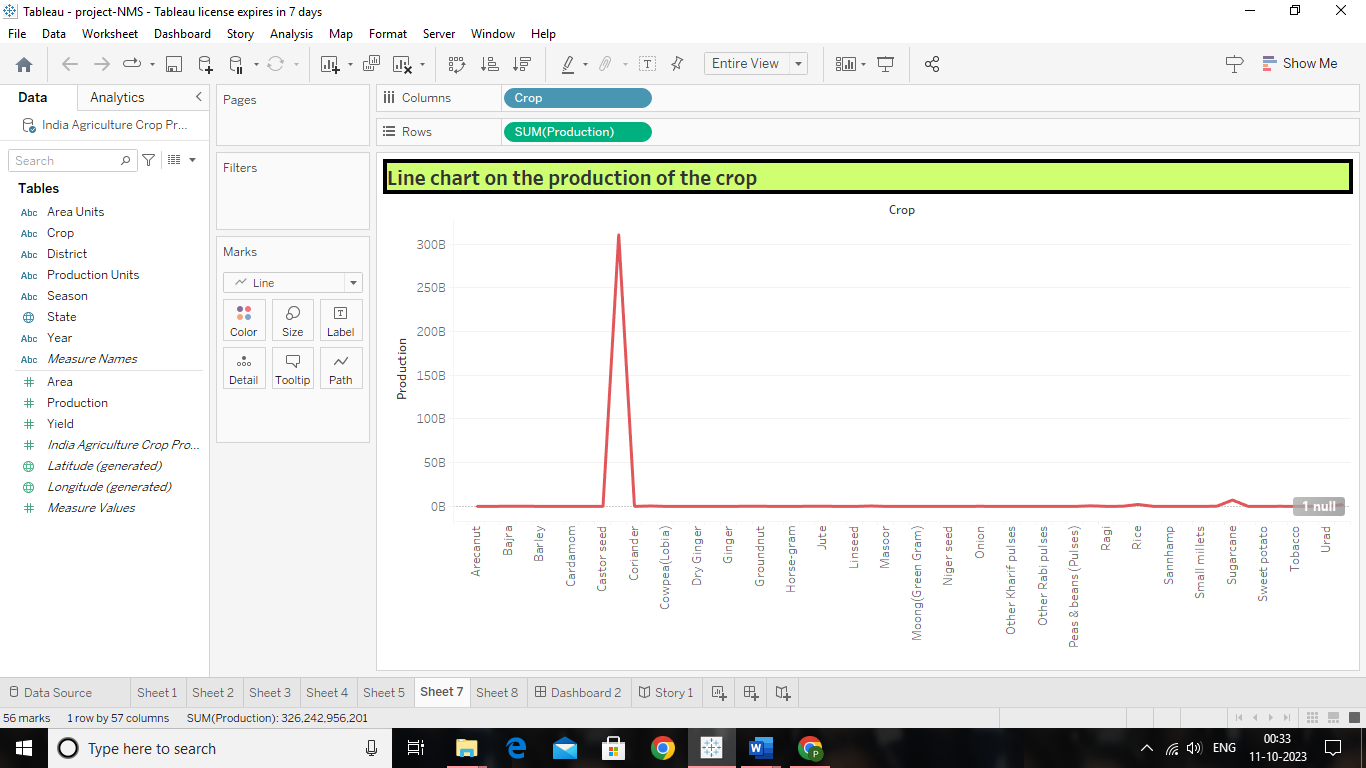 Tableau - project-NMS - Tableau license expires in 7 days
File Data Worksheet Dashboard Story Analysis Map Format Server Window Help
Entire View
Show Me
Data Analytics
India Agriculture Crop Pr...
Search
Tables
Abc Area Units
Abc Crop
Abc District
Abc Production Units
Abc Season
State
Abc Year
Abc Measure Names
Area
Production
Yield
India Agriculture Crop Pro...
Latitude (generated)
Longitude (generated)
Measure Values
Pages
Filters
Marks
Line
Color Size Label
Detail Tooltip Path
Columns Crop
Rows SUM(Production)
Line chart on the production of the crop
Crop
Production
300B
250B
200B
150B
100B
50B
0B
1 null
Arecanut
Bajra
Barley
Cardamom
Castor seed
Coriander
Cowpea(Lobia)
Dry Ginger
Ginger
Groundnut
Horse-gram
Jute
Linseed
Masoor
Moong(Green Gram)
Niger seed
Onion
Other Kharif pulses
Other Rabi pulses
Peas & beans (Pulses)
Ragi
Rice
Sannhamp
Small millets
Sugarcane
Sweet potato
Tobacco
Urad
Data Source Sheet 1 Sheet 2 Sheet 3 Sheet 4 Sheet 5 Sheet 7 Sheet 8 Dashboard 2 Story 1
56 marks 1 row by 57 columns SUM(Production): 326,242,956,201
Type here to search
ENG
00:33
11-10-2023